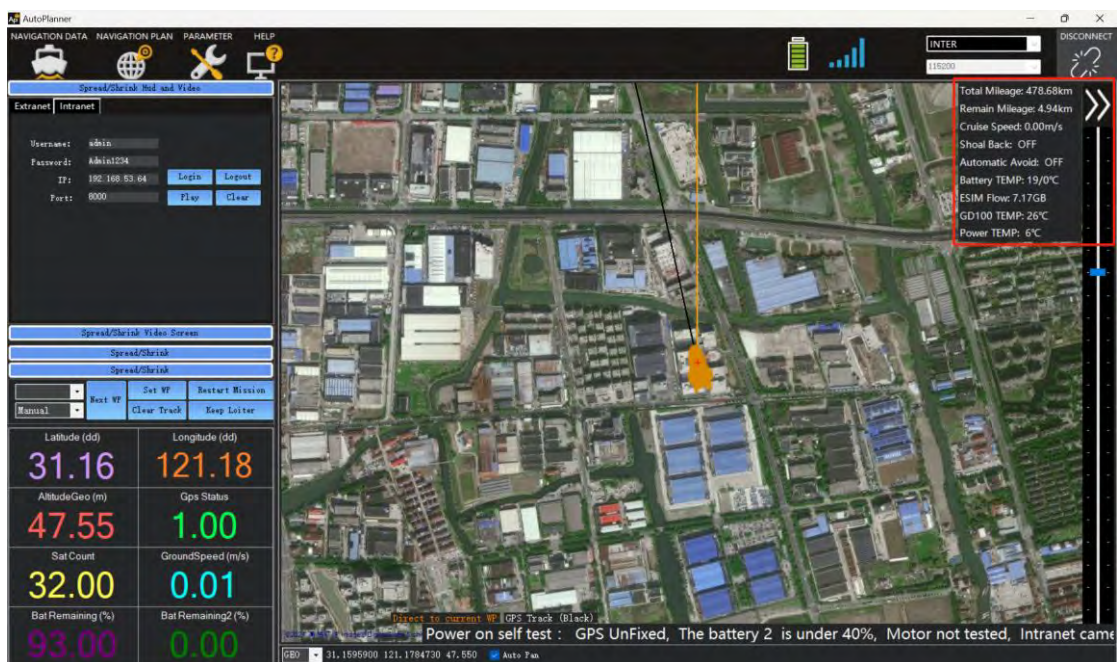 AutoPlanner
NAVIGATION DATA NAVIGATION PLAN PARAMETER HELP
INTER
115200
DISCONNECT
Spread/Shrink Hud and Video
Extranet Intranet
Username: admin
Password: Admin1234
IP: 192.168.53.64 Login Logout
Port: 8000 Play Clear
Total Mileage: 478.68km
Remain Mileage: 4.94km
Cruise Speed: 0.00m/s
Shoal Back: OFF
Automatic Avoid: OFF
Battery TEMP: 19/0℃
ESIM Flow: 7.17GB
GD100 TEMP: 26℃
Power TEMP: 6℃
Spread/Shrink Video Screen
Spread/Shrink
Spread/Shrink
Next WP Set WP Restart Mission
Manual Clear Track Keep Loiter
Latitude (dd) Longitude (dd)
31.16 121.18
AltitudeGeo (m) Gps Status
47.55 1.00
Sat Count GroundSpeed (m/s)
32.00 0.01
Bat Remaining (%) Bat Remaining2 (%)
93.00 0.00
Direct to current WP GPS Track (Black)
Power on self test : GPS UnFixed, The battery 2 is under 40%, Motor not tested, Intranet came
GEO 31.1595900 121.1784730 47.550 Auto Pan